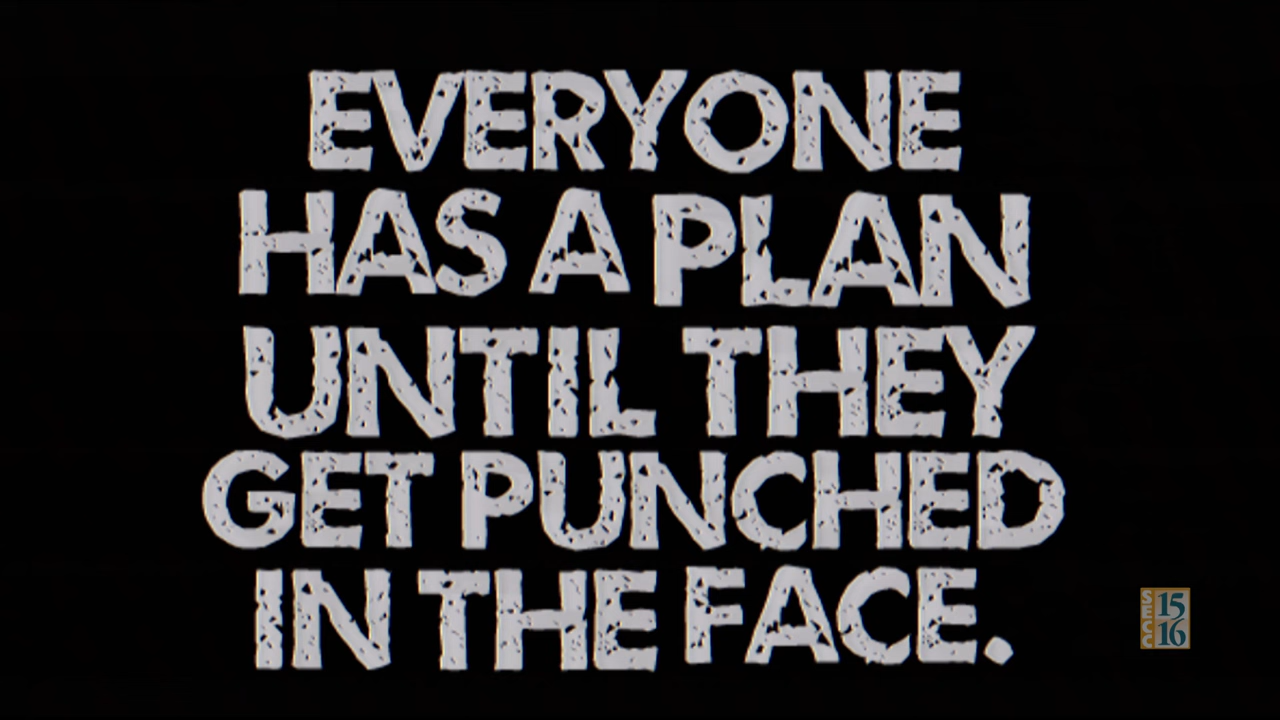 EVERYONE
HAS A PLAN
UNTIL THEY
GET PUNCHED
IN THE FACE.
15
16